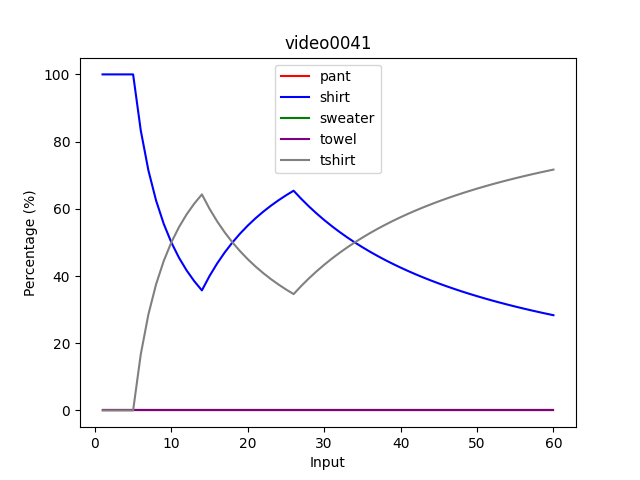 video0041
pant
shirt
sweater
towel
tshirt
Percentage (%)
100
80
60
40
20
0
0 10 20 30 40 50 60
Input